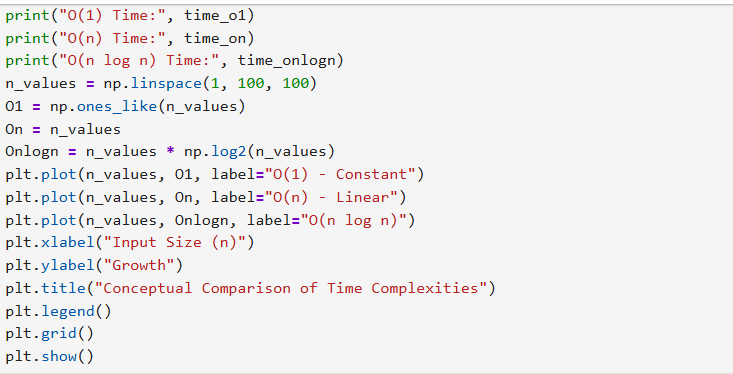 print("O(1) Time:", time_o1)
print("O(n) Time:", time_on)
print("O(n log n) Time:", time_onlogn)
n_values = np.linspace(1, 100, 100)
O1 = np.ones_like(n_values)
On = n_values
Onlogn = n_values * np.log2(n_values)
plt.plot(n_values, O1, label="O(1) - Constant")
plt.plot(n_values, On, label="O(n) - Linear")
plt.plot(n_values, Onlogn, label="O(n log n)")
plt.xlabel("Input Size (n)")
plt.ylabel("Growth")
plt.title("Conceptual Comparison of Time Complexities")
plt.legend()
plt.grid()
plt.show()